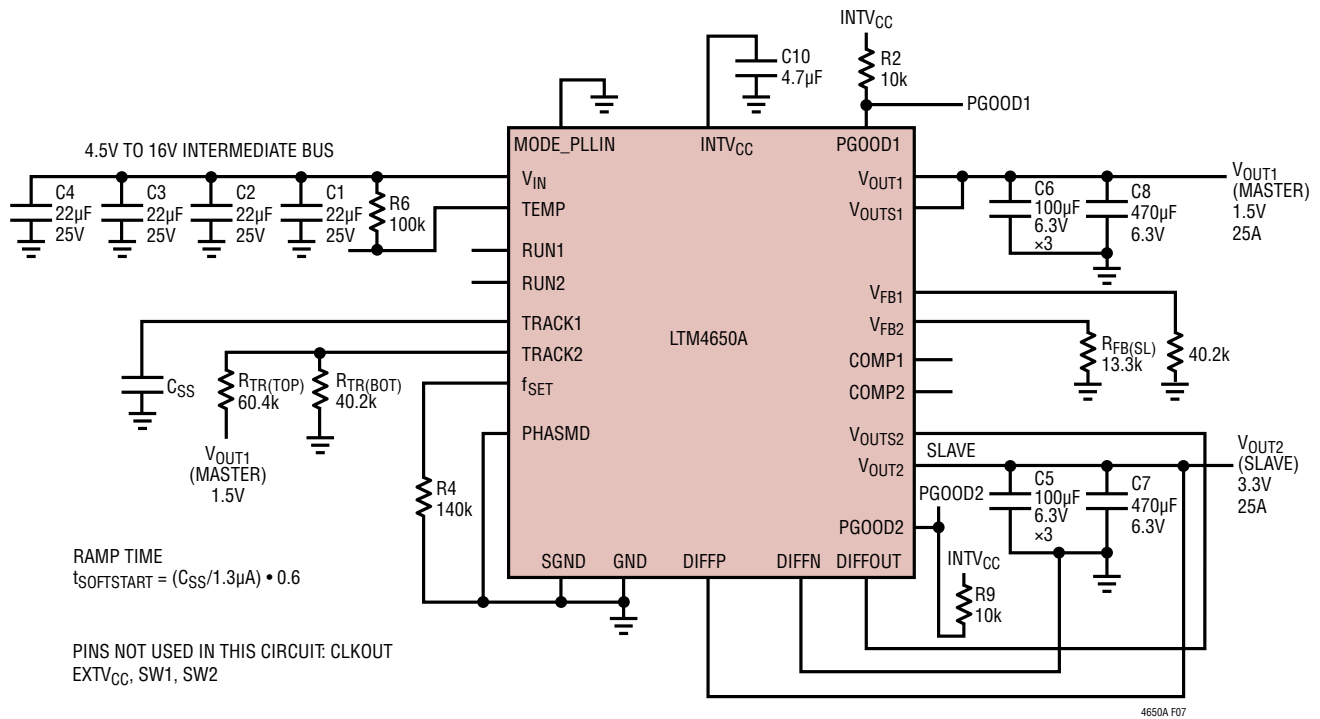 INTVCC
C10
4.7µF
R2
10k
PGOOD1
MODE_PLLIN
INTVCC
PGOOD1
4.5V TO 16V INTERMEDIATE BUS
C4
22µF
25V
C3
22µF
25V
C2
22µF
25V
C1
22µF
25V
R6
100k
VIN
TEMP
RUN1
RUN2
TRACK1
TRACK2
fSET
PHASMD
LTM4650A
VOUT1
VOUTS1
VFB1
VFB2
COMP1
COMP2
VOUTS2
VOUT2
PGOOD2
SGND
GND
DIFFP
DIFFN
DIFFOUT
C6
100µF
6.3V
×3
C8
470µF
6.3V
VOUT1
(MASTER)
1.5V
25A
RFB(SL)
13.3k
40.2k
CSS
RTR(TOP)
60.4k
RTR(BOT)
40.2k
VOUT1
(MASTER)
1.5V
R4
140k
SLAVE
PGOOD2
C5
100µF
6.3V
×3
C7
470µF
6.3V
VOUT2
(SLAVE)
3.3V
25A
INTVCC
R9
10k
RAMP TIME
tSOFTSTART = (CSS/1.3µA) • 0.6
PINS NOT USED IN THIS CIRCUIT: CLKOUT
EXTVCC, SW1, SW2
4650A F07